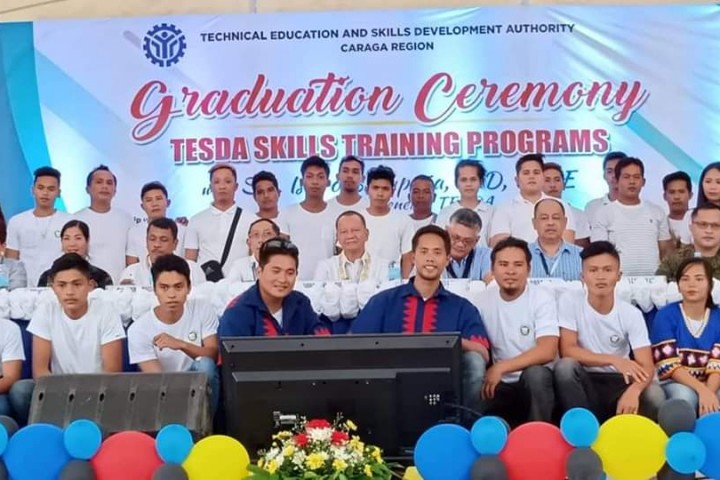 TECHNICAL EDUCATION AND SKILLS DEVELOPMENT AUTHORITY
CARAGA REGION
Graduation Ceremony
TESDA SKILLS TRAINING PROGRAMS